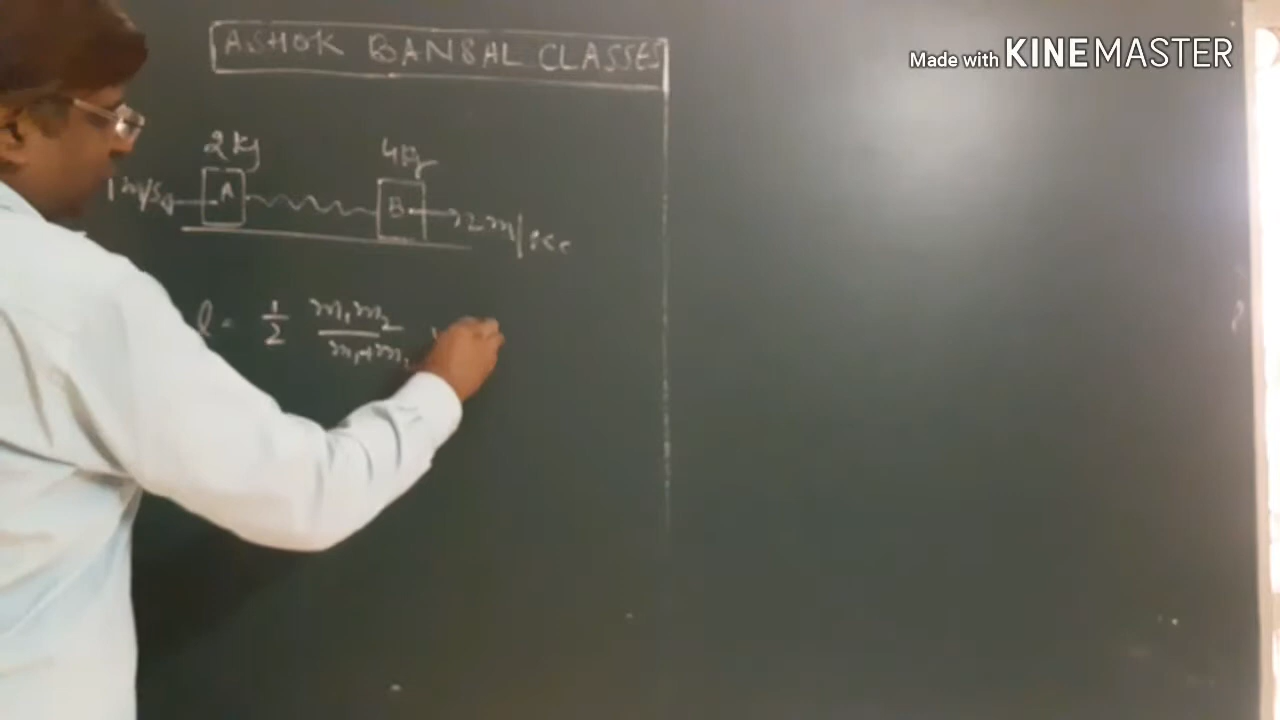 Made with KINEMASTER
ASHOK BANSAL CLASSES
2 kg 4 kg
1 m/s A B 2 m/sec
l = 1/2 m₁m₂/m₁+m₂